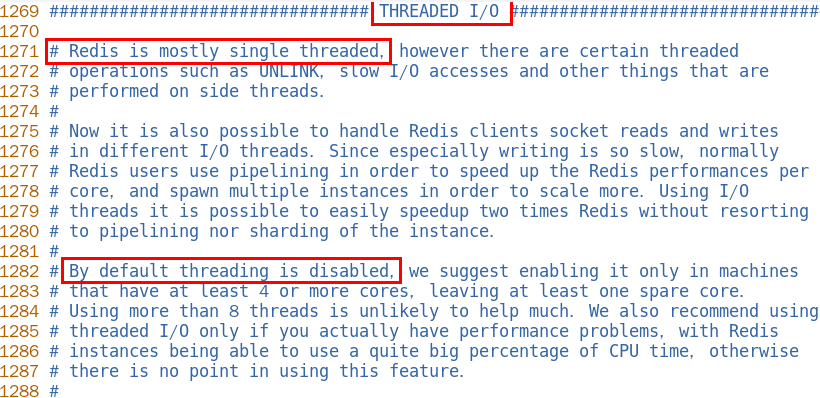 1269 ################################ THREADED I/O ###############################
1270
1271 # Redis is mostly single threaded, however there are certain threaded
1272 # operations such as UNLINK, slow I/O accesses and other things that are
1273 # performed on side threads.
1274 #
1275 # Now it is also possible to handle Redis clients socket reads and writes
1276 # in different I/O threads. Since especially writing is so slow, normally
1277 # Redis users use pipelining in order to speed up the Redis performances per
1278 # core, and spawn multiple instances in order to scale more. Using I/O
1279 # threads it is possible to easily speedup two times Redis without resorting
1280 # to pipelining nor sharding of the instance.
1281 #
1282 # By default threading is disabled, we suggest enabling it only in machines
1283 # that have at least 4 or more cores, leaving at least one spare core.
1284 # Using more than 8 threads is unlikely to help much. We also recommend using
1285 # threaded I/O only if you actually have performance problems, with Redis
1286 # instances being able to use a quite big percentage of CPU time, otherwise
1287 # there is no point in using this feature.
1288 #